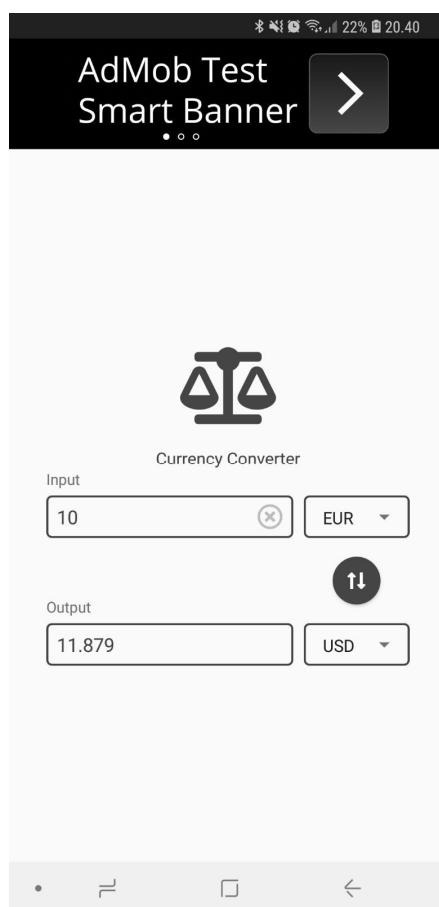 22% 20.40
AdMob Test
Smart Banner
Currency Converter
Input
10
EUR
Output
11.879
USD